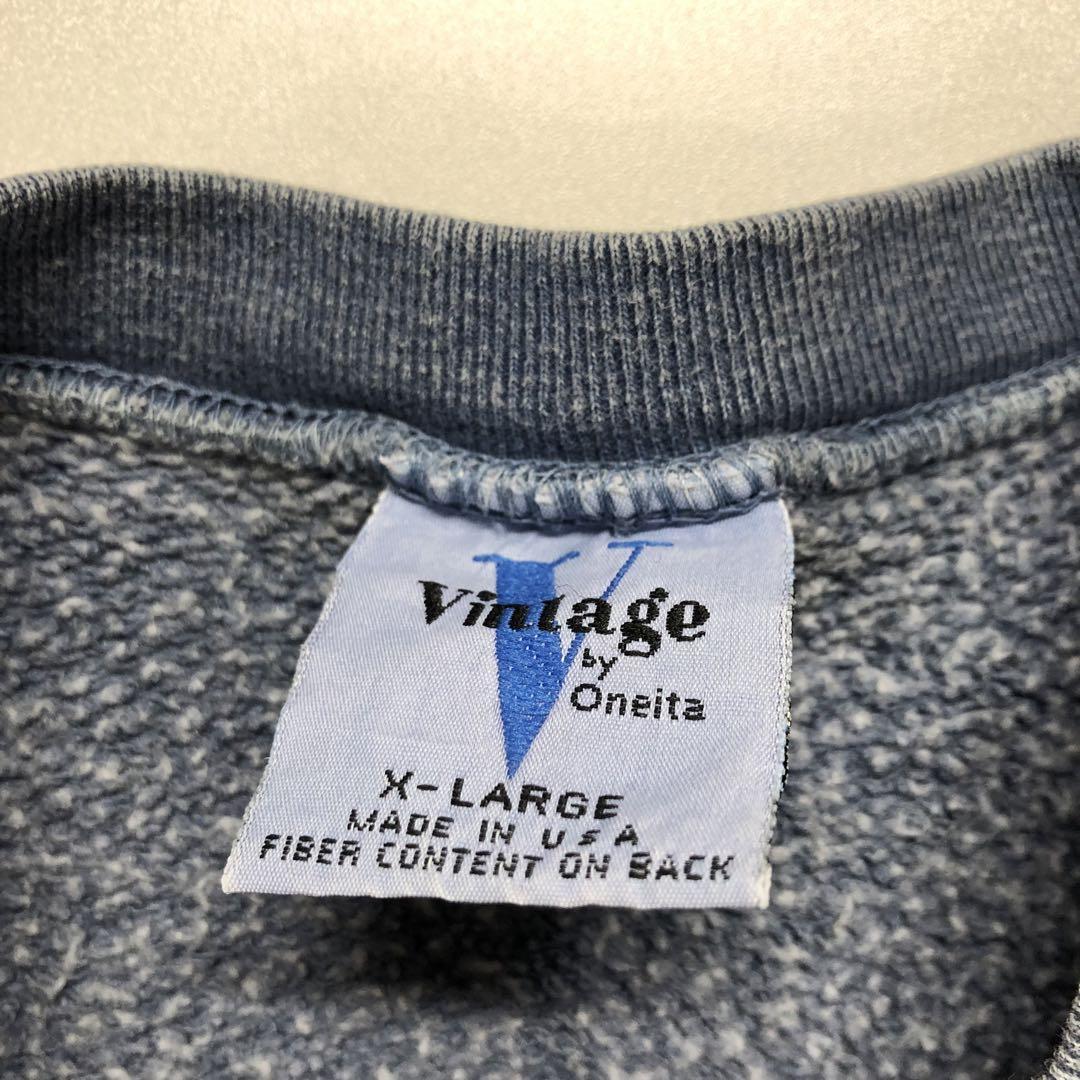 V
Vintage
by
Oneita
X-LARGE
MADE IN USA
FIBER CONTENT ON BACK